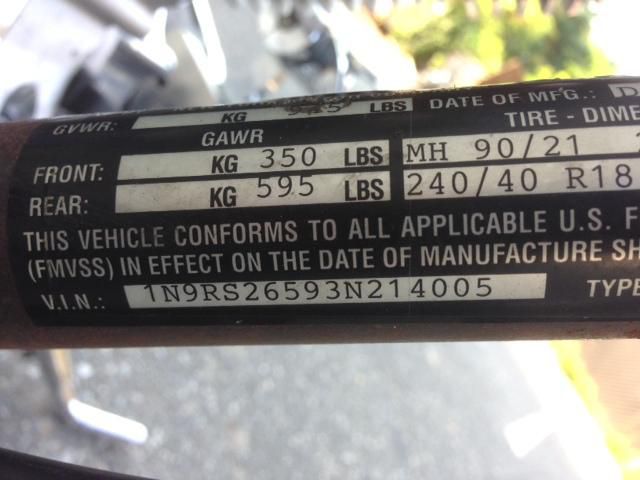 GVWR: KG 945 LBS DATE OF MFG.: D
GAWR TIRE - DIME
FRONT: KG 350 LBS MH 90/21
REAR: KG 595 LBS 240/40 R18
THIS VEHICLE CONFORMS TO ALL APPLICABLE U.S. F
(FMVSS) IN EFFECT ON THE DATE OF MANUFACTURE SH
V.I.N.: 1N9RS26593N214005 TYPE